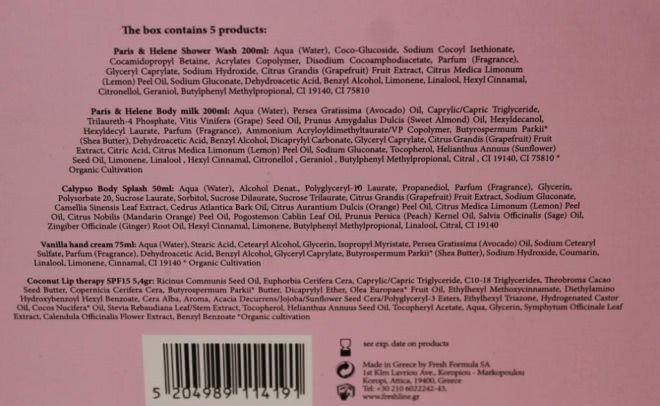 The box contains 5 products:
Paris & Helene Shower Wash 200ml: Aqua (Water), Coco-Glucoside, Sodium Cocoyl Isethionate,
Cocamidopropyl Betaine, Acrylates Copolymer, Disodium Cocoamphodiacetate, Parfum (Fragrance),
Glyceryl Caprylate, Sodium Hydroxide, Citrus Grandis (Grapefruit) Fruit Extract, Citrus Medica Limonum
(Lemon) Peel Oil, Sodium Gluconate, Dehydroacetic Acid, Benzyl Alcohol, Limonene, Linalool, Hexyl Cinnamal,
Citronellol, Geraniol, Butylphenyl Methylpropional, CI 19140, CI 75810
Paris & Helene Body milk 200ml: Aqua (Water), Persea Gratissima (Avocado) Oil, Caprylic/Capric Triglyceride,
Trilaureth-4 Phosphate, Vitis Vinifera (Grape) Seed Oil, Prunus Amygdalus Dulcis (Sweet Almond) Oil, Hexyldecanol,
Hexyldecyl Laurate, Parfum (Fragrance), Ammonium Acryloyldimethyltaurate/VP Copolymer, Butyrospermum Parkii*
(Shea Butter), Dehydroacetic Acid, Benzyl Alcohol, Dicaprylyl Carbonate, Glyceryl Caprylate, Citrus Grandis (Grapefruit) Fruit
Extract, Citric Acid, Citrus Medica Limonum (Lemon) Peel Oil, Sodium Gluconate, Tocopherol, Helianthus Annuus (Sunflower)
Seed Oil, Limonene, Linalool , Hexyl Cinnamal, Citronellol , Geraniol , Butylphenyl Methylpropional, Citral , CI 19140, CI 75810 *
Organic Cultivation
Calypso Body Splash 50ml: Aqua (Water), Alcohol Denat., Polyglyceryl-10 Laurate, Propanediol, Parfum (Fragrance), Glycerin,
Polysorbate 20, Sucrose Laurate, Sorbitol, Sucrose Dilaurate, Sucrose Trilaurate, Citrus Grandis (Grapefruit) Fruit Extract, Sodium Gluconate,
Camellia Sinensis Leaf Extract, Cedrus Atlantica Bark Oil, Citrus Aurantium Dulcis (Orange) Peel Oil, Citrus Medica Limonum (Lemon) Peel
Oil, Citrus Nobilis (Mandarin Orange) Peel Oil, Pogostemon Cablin Leaf Oil, Prunus Persica (Peach) Kernel Oil, Salvia Officinalis (Sage) Oil,
Zingiber Officinale (Ginger) Root Oil, Hexyl Cinnamal, Limonene, Butylphenyl Methylpropional, Linalool, Citral, CI 19140
Vanilla hand cream 75ml: Aqua (Water), Stearic Acid, Cetearyl Alcohol, Glycerin, Isopropyl Myristate, Persea Gratissima (Avocado) Oil, Sodium Cetearyl
Sulfate, Parfum (Fragrance), Dehydroacetic Acid, Benzyl Alcohol, Glyceryl Caprylate, Butyrospermum Parkii* (Shea Butter), Sodium Hydroxide, Coumarin,
Linalool, Limonene, Cinnamal, CI 19140 * Organic Cultivation
Coconut Lip therapy SPF15 5,4gr: Ricinus Communis Seed Oil, Euphorbia Cerifera Cera, Caprylic/Capric Triglyceride, C10-18 Triglycerides, Theobroma Cacao
Seed Butter, Copernicia Cerifera Cera, Butyrospermum Parkii* Butter, Dicaprylyl Ether, Olea Europaea* Fruit Oil, Ethylhexyl Methoxycinnamate, Diethylamino
Hydroxybenzoyl Hexyl Benzoate, Cera Alba, Aroma, Acacia Decurrens/Jojoba/Sunflower Seed Cera/Polyglyceryl-3 Esters, Ethylhexyl Triazone, Hydrogenated Castor
Oil, Cocos Nucifera* Oil, Stevia Rebaudiana Leaf/Stem Extract, Tocopherol, Helianthus Annuus Seed Oil, Tocopheryl Acetate, Aqua, Glycerin, Symphytum Officinale Leaf
Extract, Calendula Officinalis Flower Extract, Benzyl Benzoate *Organic cultivation
see exp. date on products
Made in Greece by Fresh Formula SA
1st Klm Lavriou Ave., Koropiou - Markopoulou
Koropi, Attica, 19400, Greece
Tel: +30 210 6022242-43,
www.freshline.gr
5 204989 114191